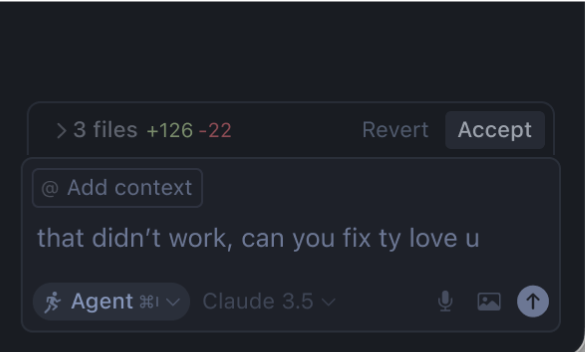 3 files +126 -22 Revert Accept
@ Add context
that didn’t work, can you fix ty love u
Agent ⌘I Claude 3.5